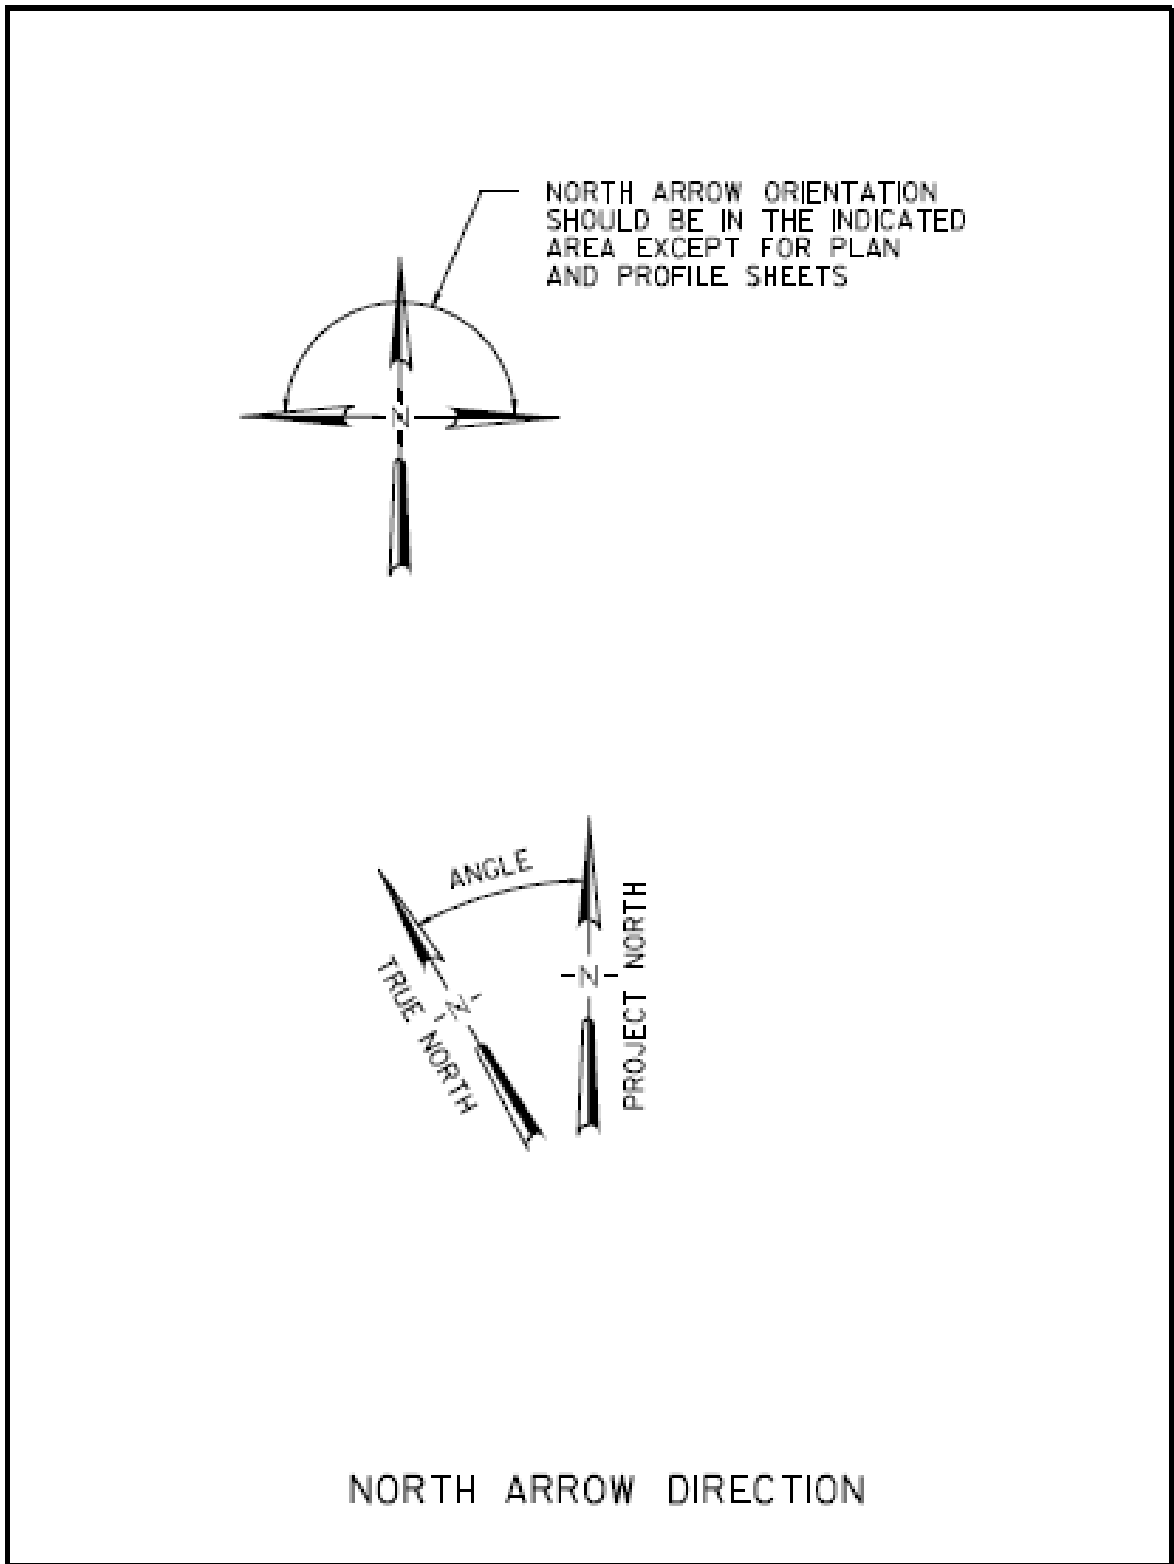 NORTH ARROW ORIENTATION
SHOULD BE IN THE INDICATED
AREA EXCEPT FOR PLAN
AND PROFILE SHEETS
N
ANGLE
TRUE NORTH
N
N
PROJECT NORTH
NORTH ARROW DIRECTION